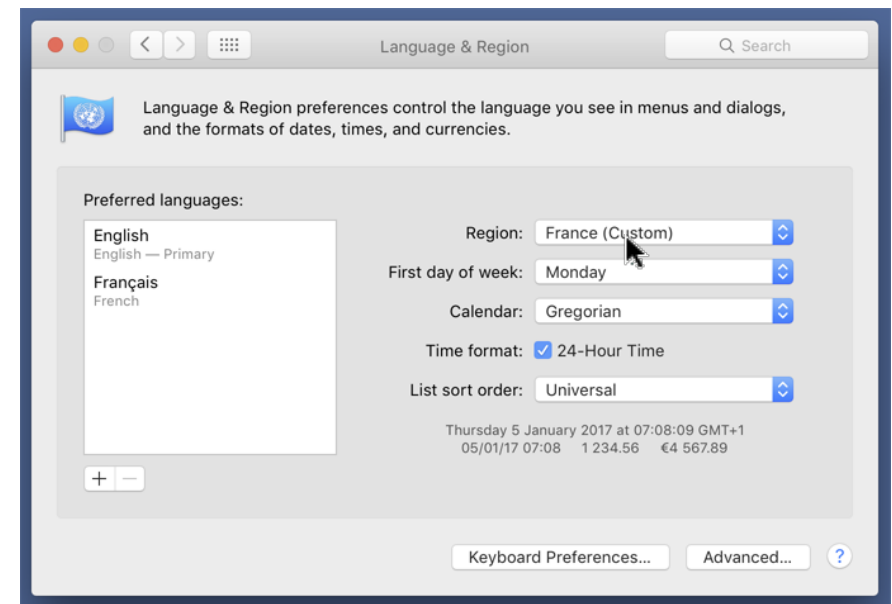 Language & Region
Search
Language & Region preferences control the language you see in menus and dialogs,
and the formats of dates, times, and currencies.
Preferred languages:
English
English — Primary
Français
French
Region: France (Custom)
First day of week: Monday
Calendar: Gregorian
Time format: 24-Hour Time
List sort order: Universal
Thursday 5 January 2017 at 07:08:09 GMT+1
05/01/17 07:08 1 234.56 €4 567.89
+ −
Keyboard Preferences... Advanced... ?